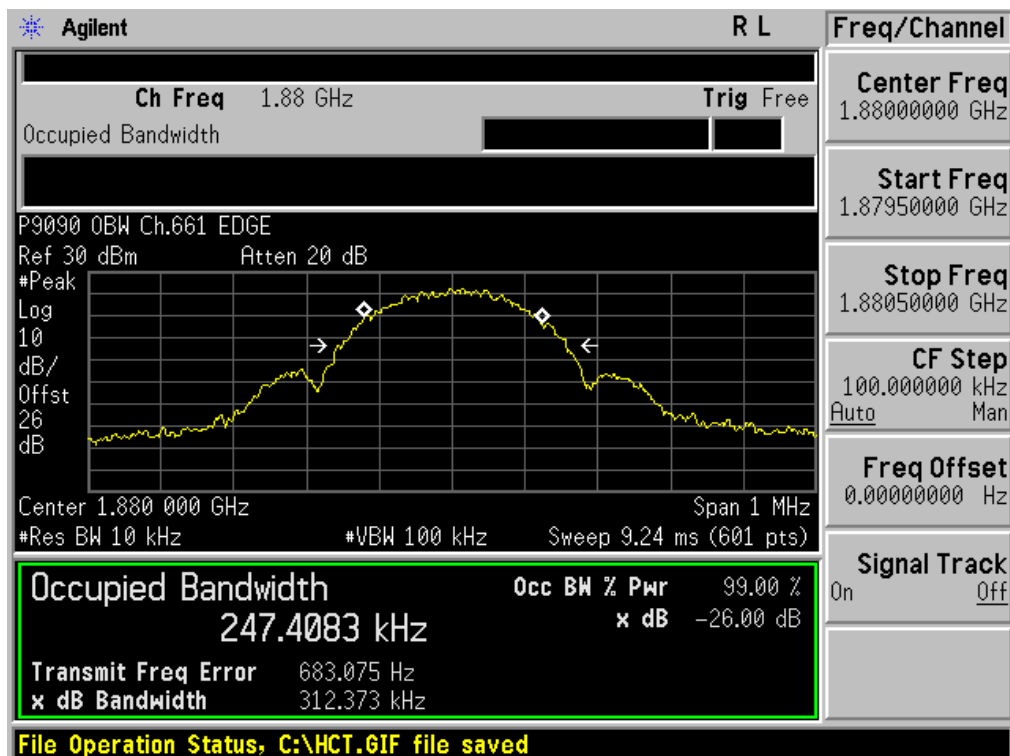 Agilent R L
Ch Freq 1.88 GHz Trig Free
Occupied Bandwidth
P9090 OBW Ch.661 EDGE
Ref 30 dBm Atten 20 dB
#Peak
Log
10
dB/
Offst
26
dB
Center 1.880 000 GHz Span 1 MHz
#Res BW 10 kHz #VBW 100 kHz Sweep 9.24 ms (601 pts)
Occupied Bandwidth Occ BW % Pwr 99.00 %
247.4083 kHz x dB -26.00 dB
Transmit Freq Error 683.075 Hz
x dB Bandwidth 312.373 kHz
File Operation Status, C:\HCT.GIF file saved
Freq/Channel
Center Freq
1.88000000 GHz
Start Freq
1.87950000 GHz
Stop Freq
1.88050000 GHz
CF Step
100.000000 kHz
Auto Man
Freq Offset
0.00000000 Hz
Signal Track
On Off